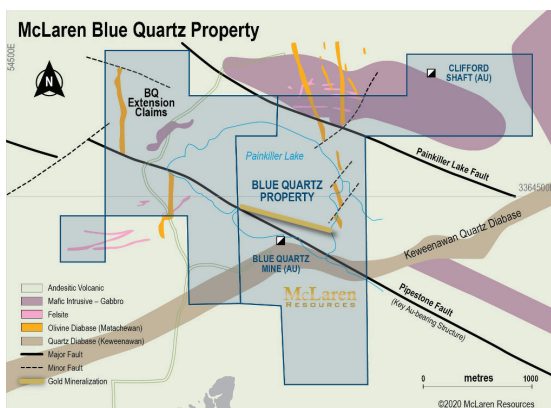 McLaren Blue Quartz Property
54500E
N
CLIFFORD
SHAFT (AU)
BQ
Extension
Claims
Painkiller Lake
Painkiller Lake Fault
BLUE QUARTZ
PROPERTY
3364500
Keweenawan Quartz Diabase
BLUE QUARTZ
MINE (AU)
McLaren
RESOURCES
Pipestone Fault
(Key Au-bearing Structure)
Andesitic Volcanic
Mafic Intrusive – Gabbro
Felsite
Olivine Diabase (Matachewan)
Quartz Diabase (Keweenawan)
Major Fault
Minor Fault
Gold Mineralization
0 metres 1000
©2020 McLaren Resources